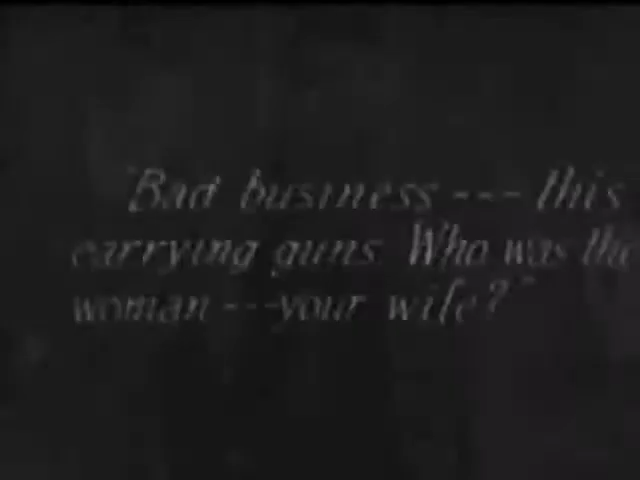 "Bad business --- this
carrying guns. Who was the
woman ---your wife?"